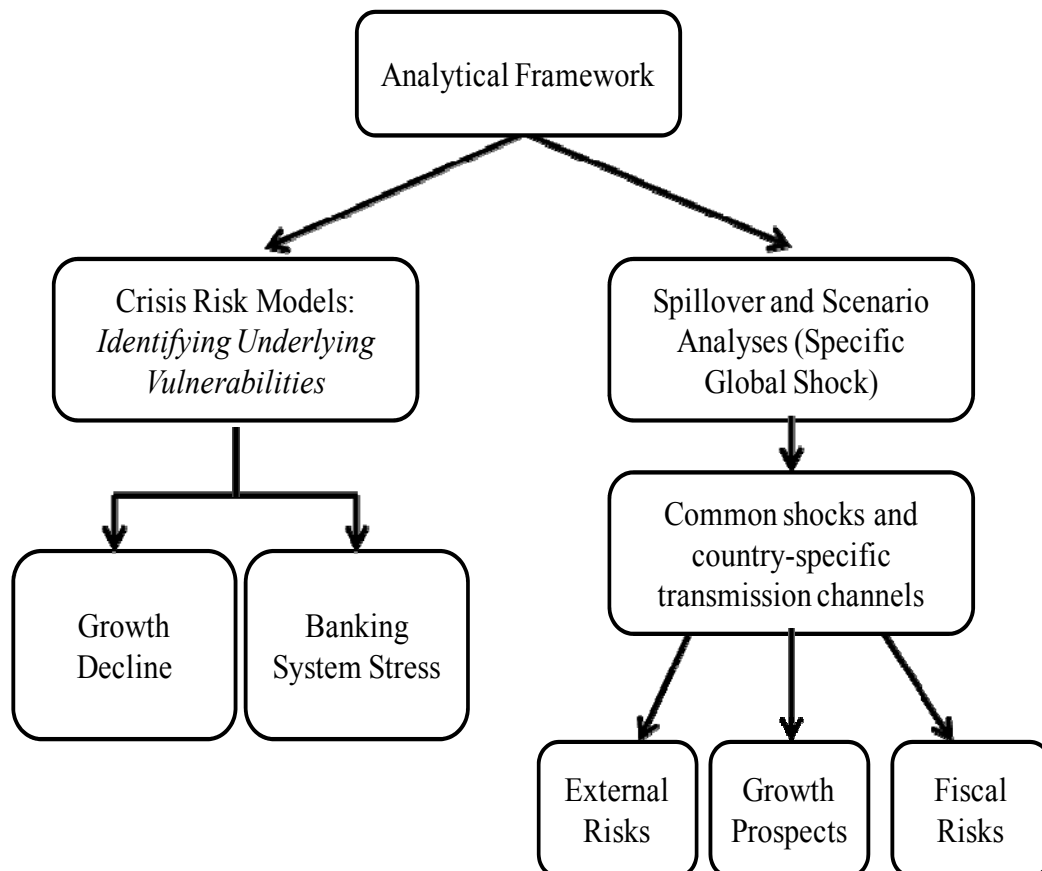 Analytical Framework
Crisis Risk Models:
Identifying Underlying
Vulnerabilities
Spillover and Scenario
Analyses (Specific
Global Shock)
Common shocks and
country-specific
transmission channels
Growth
Decline
Banking
System Stress
External
Risks
Growth
Prospects
Fiscal
Risks